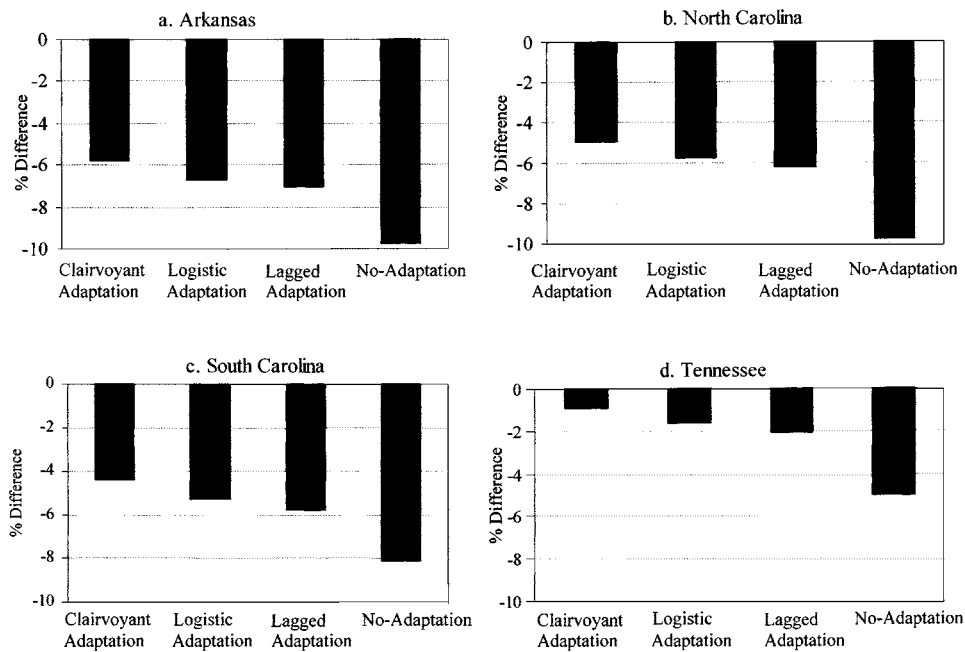 a. Arkansas
0
-2
-4
-6
-8
-10
% Difference
Clairvoyant Adaptation
Logistic Adaptation
Lagged Adaptation
No-Adaptation
b. North Carolina
0
-2
-4
-6
-8
-10
% Difference
Clairvoyant Adaptation
Logistic Adaptation
Lagged Adaptation
No-Adaptation
c. South Carolina
0
-2
-4
-6
-8
-10
% Difference
Clairvoyant Adaptation
Logistic Adaptation
Lagged Adaptation
No-Adaptation
d. Tennessee
0
-2
-4
-6
-8
-10
% Difference
Clairvoyant Adaptation
Logistic Adaptation
Lagged Adaptation
No-Adaptation